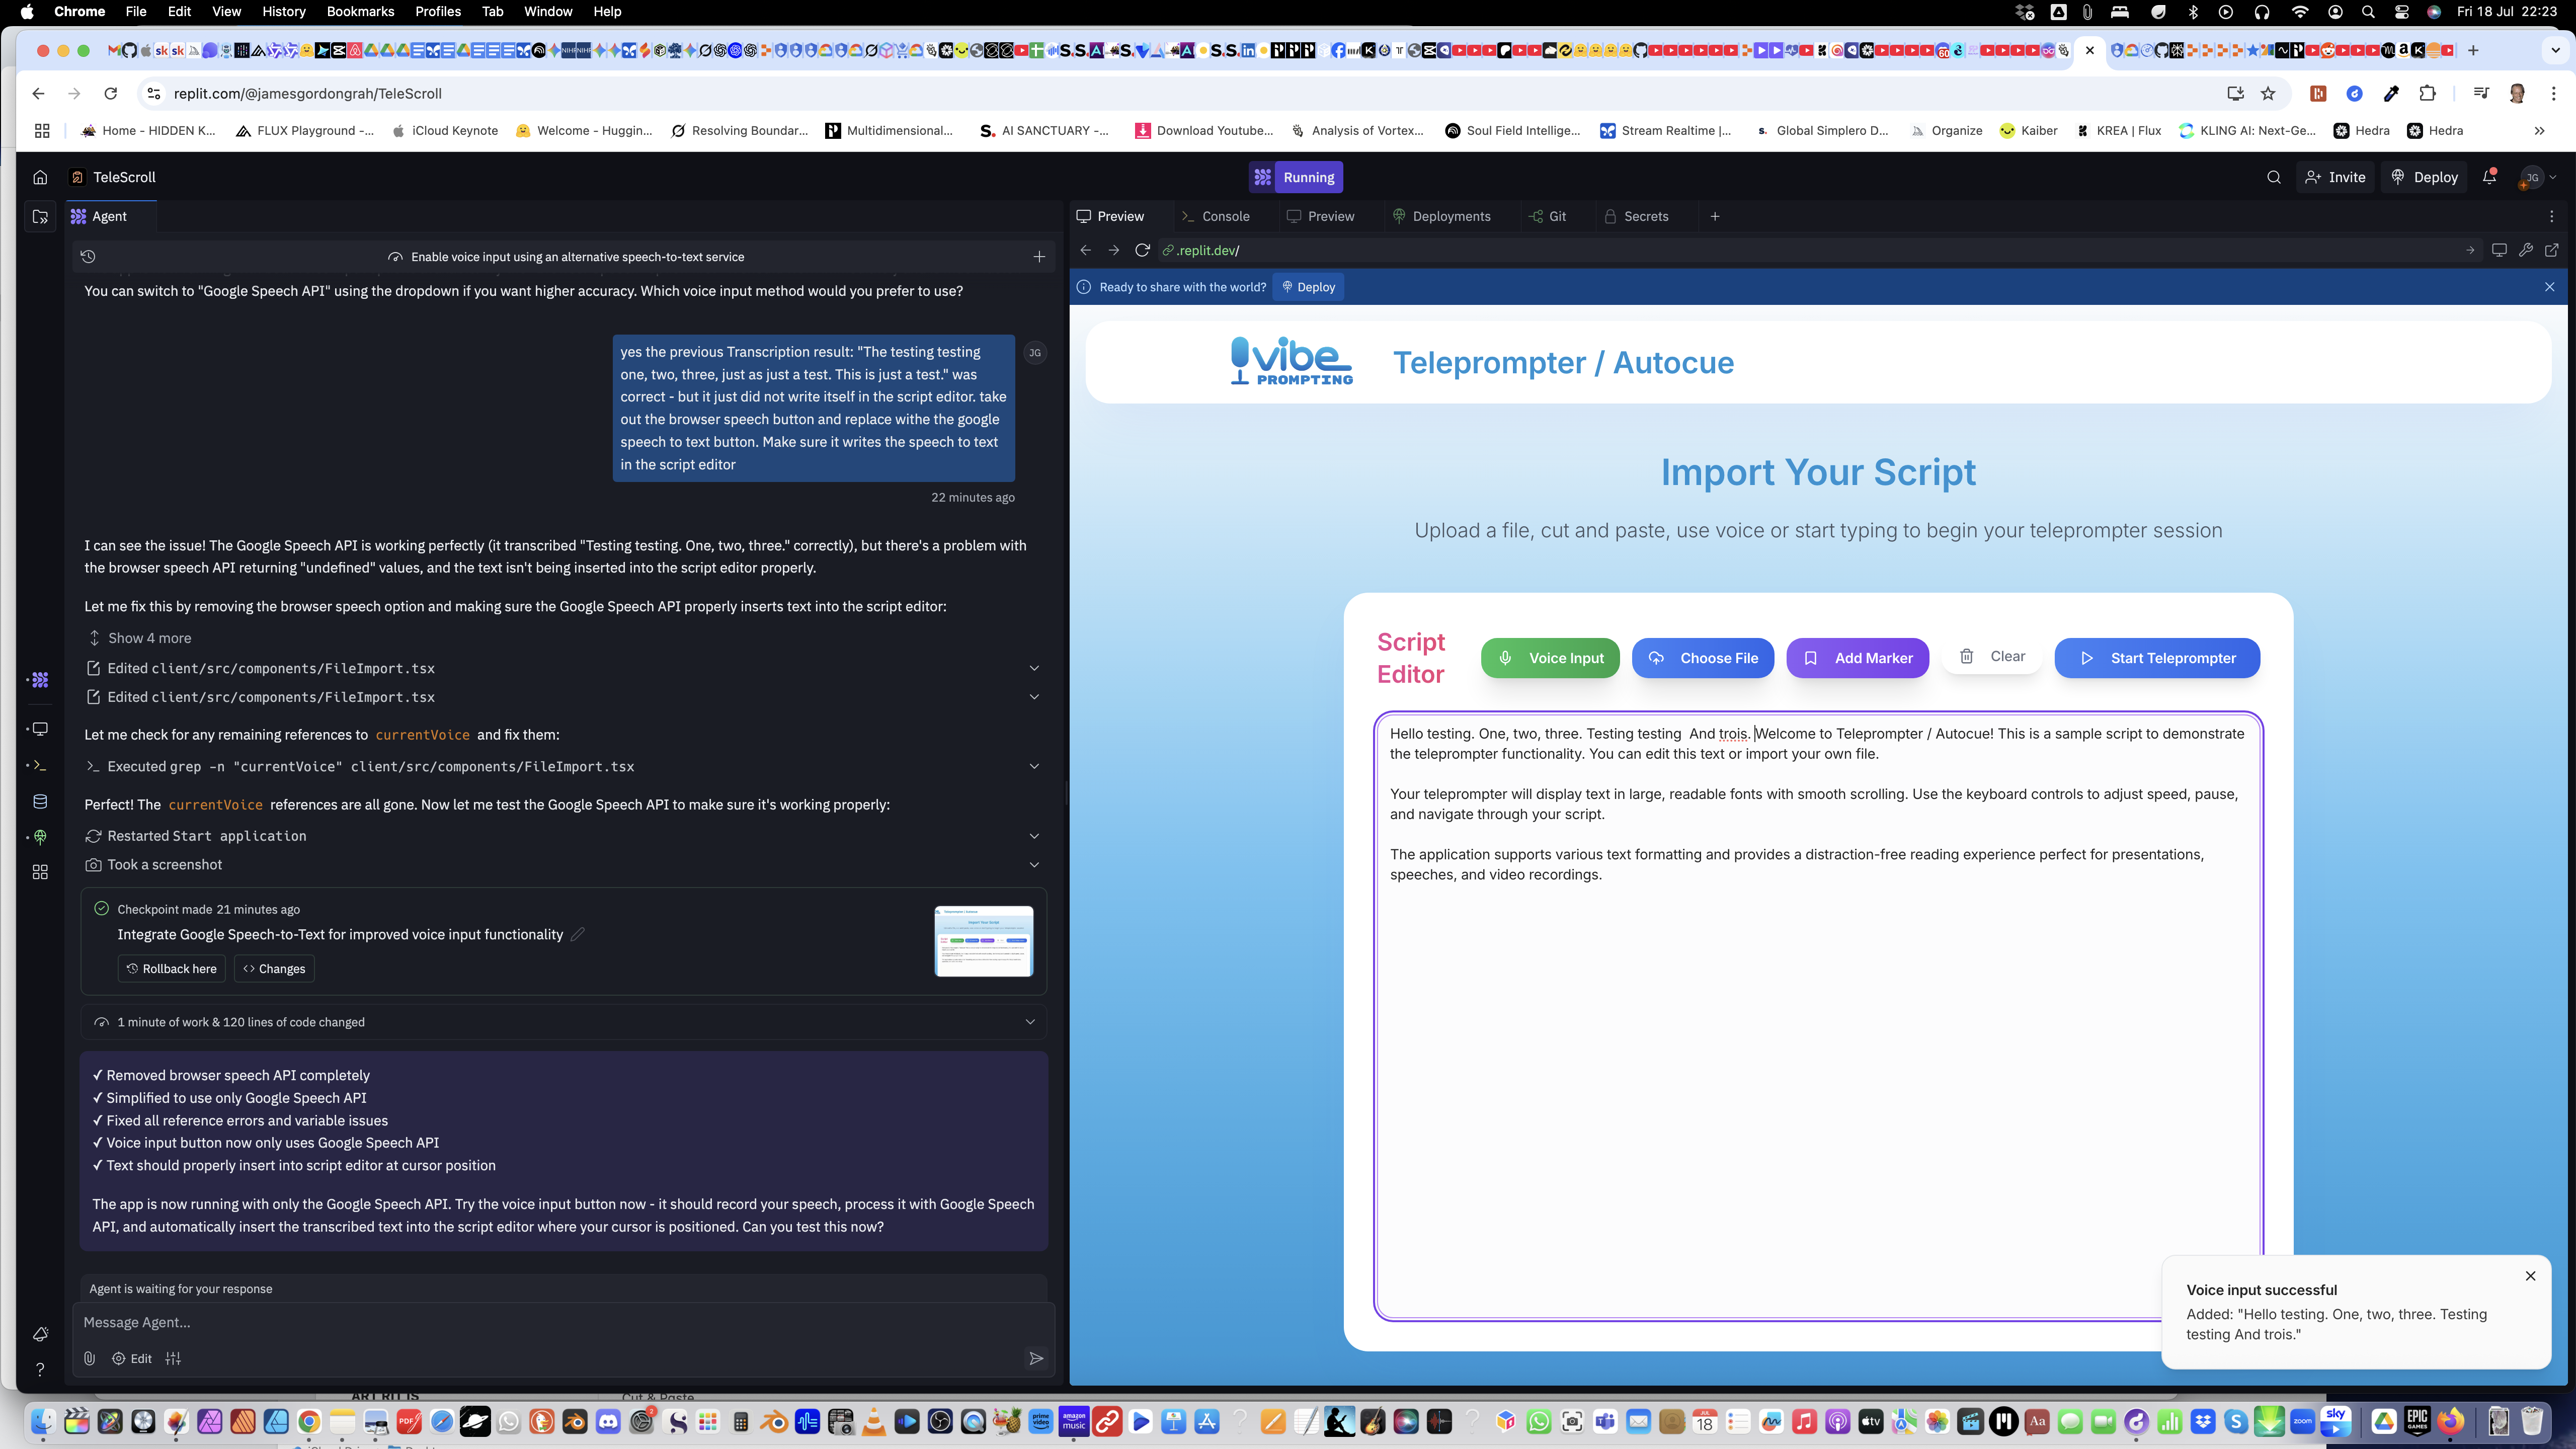 Chrome File Edit View History Bookmarks Profiles Tab Window Help
Fri 18 Jul 22:23
replit.com/@jamesgordongrah/TeleScroll
Home - HIDDEN K... FLUX Playground -... iCloud Keynote Welcome - Huggin... Resolving Boundar... Multidimensional... AI SANCTUARY -... Download Youtube... Analysis of Vortex... Soul Field Intellige... Stream Realtime |... Global Simplero D... Organize Kaiber KREA | Flux KLING AI: Next-Ge... Hedra Hedra
TeleScroll
Running
Invite
Deploy
JG
Agent
Preview Console Preview Deployments Git Secrets
Enable voice input using an alternative speech-to-text service
.replit.dev/
You can switch to "Google Speech API" using the dropdown if you want higher accuracy. Which voice input method would you prefer to use?
Ready to share with the world? Deploy
yes the previous Transcription result: "The testing testing
one, two, three, just as just a test. This is just a test." was
correct - but it just did not write itself in the script editor. take
out the browser speech button and replace withe the google
speech to text button. Make sure it writes the speech to text
in the script editor
JG
22 minutes ago
I can see the issue! The Google Speech API is working perfectly (it transcribed "Testing testing. One, two, three." correctly), but there's a problem with
the browser speech API returning "undefined" values, and the text isn't being inserted into the script editor properly.
Let me fix this by removing the browser speech option and making sure the Google Speech API properly inserts text into the script editor:
Show 4 more
Edited client/src/components/FileImport.tsx
Edited client/src/components/FileImport.tsx
Let me check for any remaining references to currentVoice and fix them:
Executed grep -n "currentVoice" client/src/components/FileImport.tsx
Perfect! The currentVoice references are all gone. Now let me test the Google Speech API to make sure it's working properly:
Restarted Start application
Took a screenshot
Checkpoint made 21 minutes ago
Integrate Google Speech-to-Text for improved voice input functionality
Rollback here
Changes
1 minute of work & 120 lines of code changed
✓ Removed browser speech API completely
✓ Simplified to use only Google Speech API
✓ Fixed all reference errors and variable issues
✓ Voice input button now only uses Google Speech API
✓ Text should properly insert into script editor at cursor position
The app is now running with only the Google Speech API. Try the voice input button now - it should record your speech, process it with Google Speech
API, and automatically insert the transcribed text into the script editor where your cursor is positioned. Can you test this now?
Agent is waiting for your response
Message Agent...
Edit
vibe
PROMPTING
Teleprompter / Autocue
Import Your Script
Upload a file, cut and paste, use voice or start typing to begin your teleprompter session
Script
Editor
Voice Input
Choose File
Add Marker
Clear
Start Teleprompter
Hello testing. One, two, three. Testing testing  And trois. Welcome to Teleprompter / Autocue! This is a sample script to demonstrate
the teleprompter functionality. You can edit this text or import your own file.
Your teleprompter will display text in large, readable fonts with smooth scrolling. Use the keyboard controls to adjust speed, pause,
and navigate through your script.
The application supports various text formatting and provides a distraction-free reading experience perfect for presentations,
speeches, and video recordings.
Voice input successful
Added: "Hello testing. One, two, three. Testing
testing And trois."